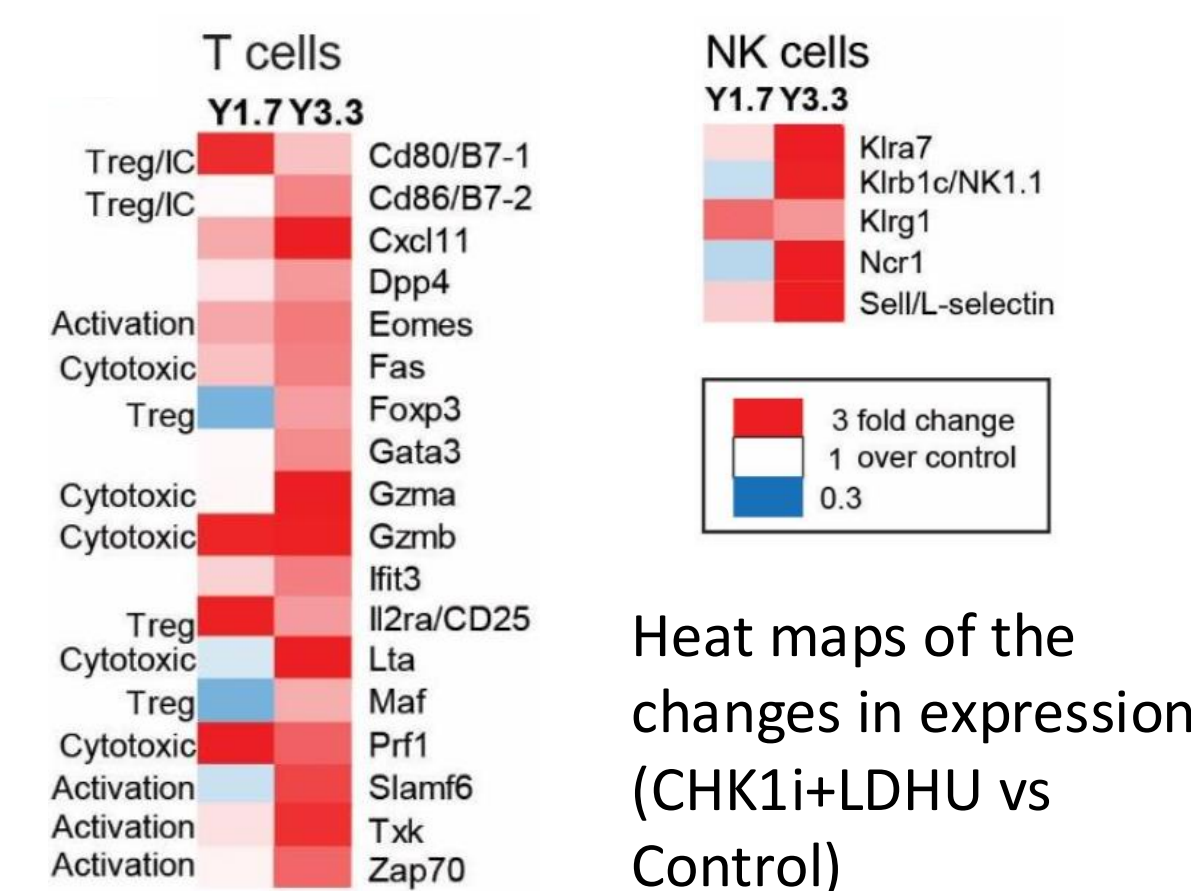 T cells
Y1.7 Y3.3
Treg/IC Cd80/B7-1
Treg/IC Cd86/B7-2
Cxcl11
Dpp4
Activation Eomes
Cytotoxic Fas
Treg Foxp3
Gata3
Cytotoxic Gzma
Cytotoxic Gzmb
Ifit3
Treg Il2ra/CD25
Cytotoxic Lta
Treg Maf
Cytotoxic Prf1
Activation Slamf6
Activation Txk
Activation Zap70
NK cells
Y1.7 Y3.3
Klra7
Klrb1c/NK1.1
Klrg1
Ncr1
Sell/L-selectin
3 fold change
1 over control
0.3
Heat maps of the
changes in expression
(CHK1i+LDHU vs
Control)